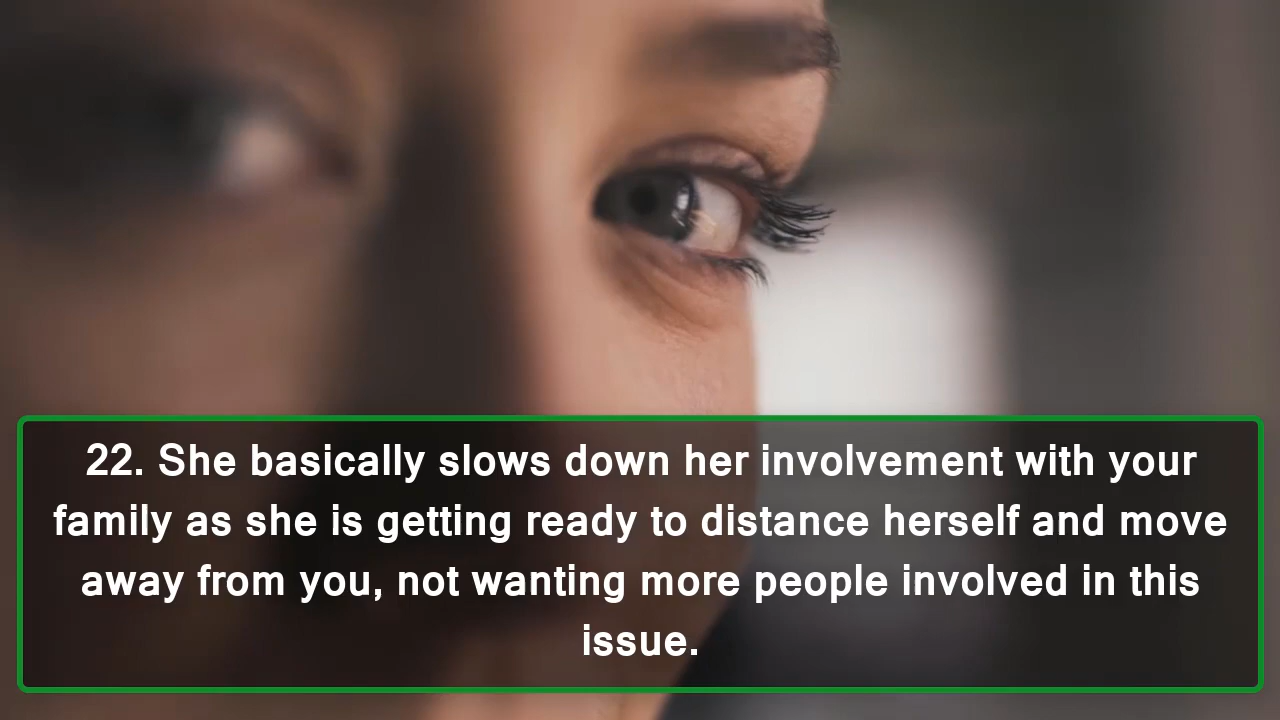 22. She basically slows down her involvement with your
family as she is getting ready to distance herself and move
away from you, not wanting more people involved in this
issue.